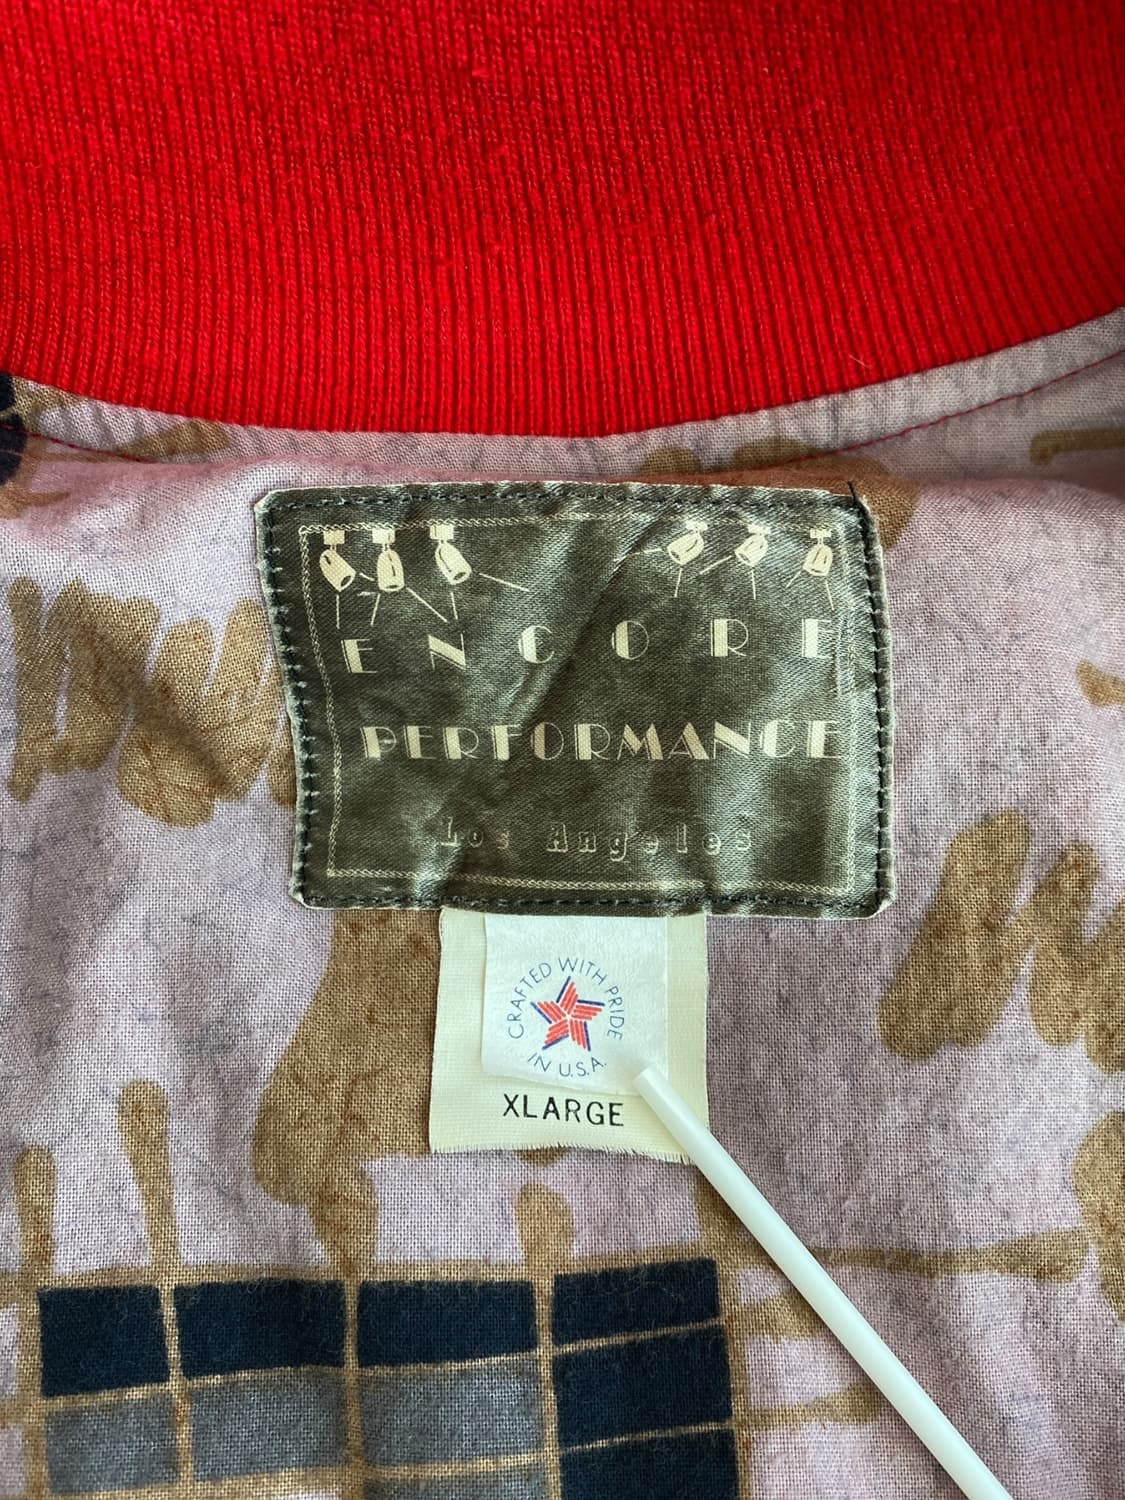 ENCORE
PERFORMANCE
Los Angeles
CRAFTED WITH PRIDE
IN U.S.A.
XLARGE